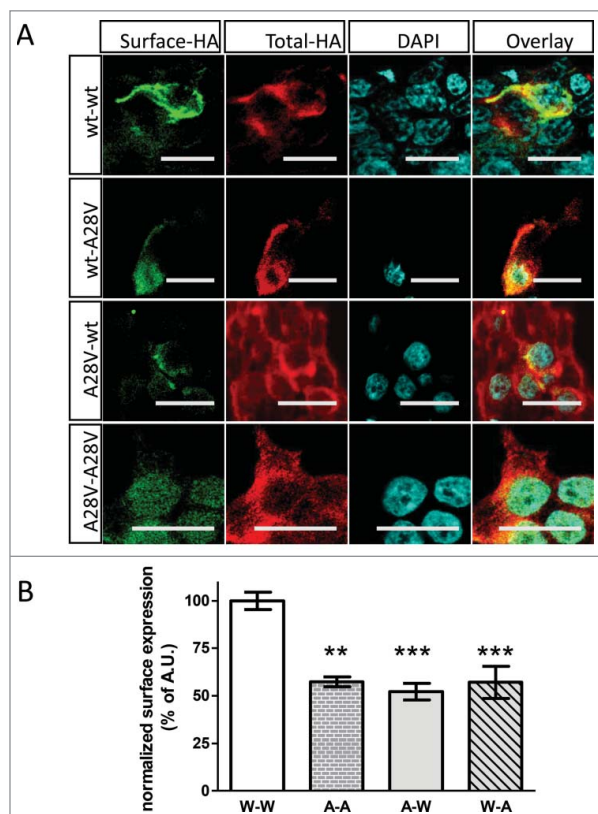 A
Surface-HA Total-HA DAPI Overlay
wt-wt
wt-A28V
A28V-wt
A28V-A28V
B
normalized surface expression
(% of A.U.)
100
75
50
25
0
** *** ***
W-W A-A A-W W-A